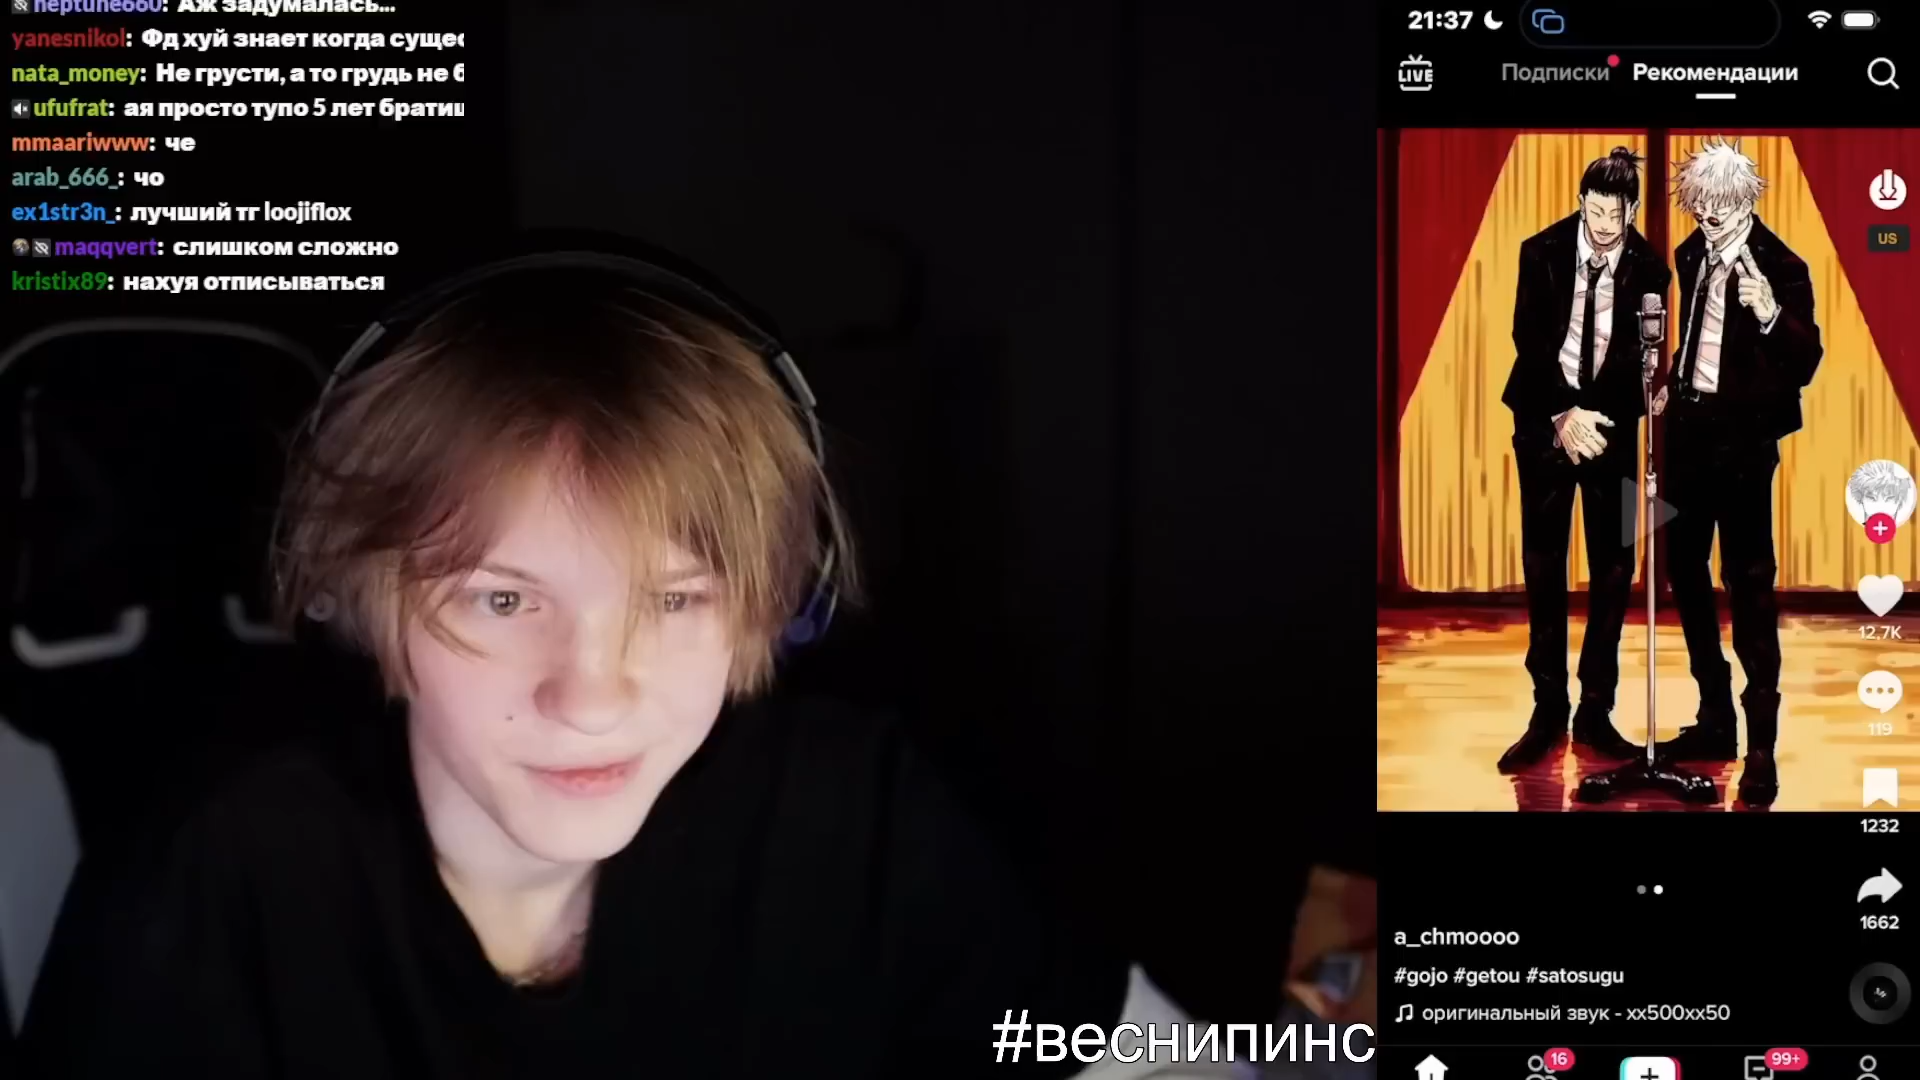 neptune660: Аж задумалась...
yanesnikol: Фд хуй знает когда сущес
nata_money: Не грусти, а то грудь не б
ufufrat: ая просто тупо 5 лет братиш
mmaariwww: че
arab_666_: чо
ex1str3n_: лучший тг loojiflox
maqqvert: слишком сложно
kristix89: нахуя отписываться
21:37
LIVE
Подписки Рекомендации
US
12,7K
119
1232
1662
a_chmoooo
#gojo #getou #satosugu
оригинальный звук - xx500xx50
#веснипинс
16
99+